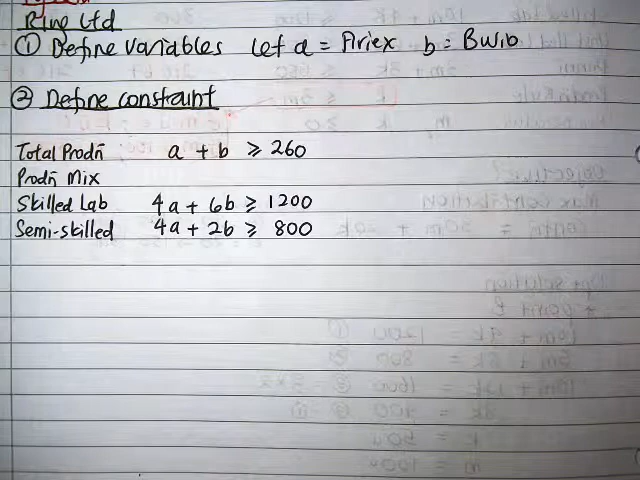 Ring Ltd
① Define variables let a = Ariex b = Bwib
② Define constraint
Total Prodn̄ a + b ⩾ 260
Prodn̄ Mix
Skilled Lab 4a + 6b ⩾ 1200
Semi-skilled 4a + 2b ⩾ 800